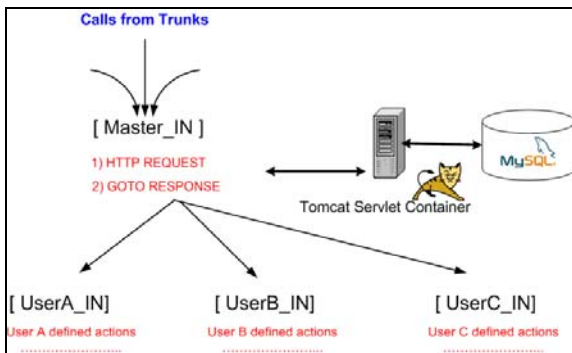 Calls from Trunks
[ Master_IN ]
1) HTTP REQUEST
2) GOTO RESPONSE
MySQL
Tomcat Servlet Container
[ UserA_IN]
[ UserB_IN]
[ UserC_IN]
User A defined actions
User B defined actions
User C defined actions